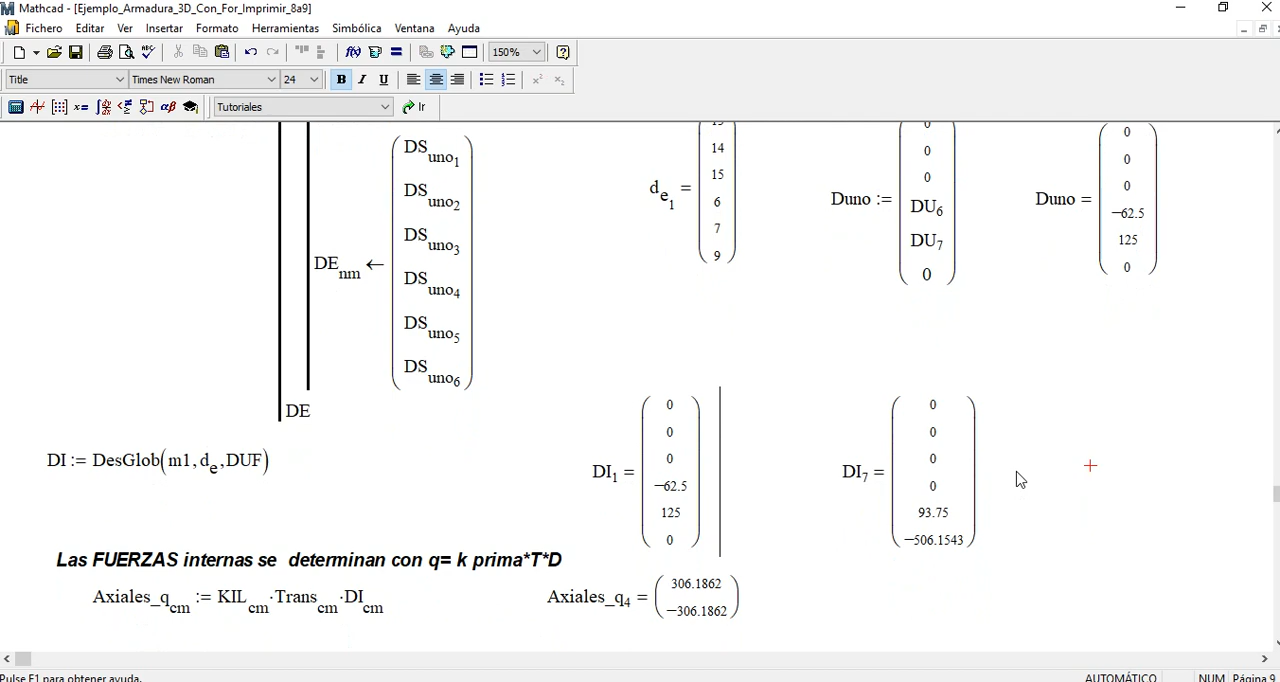 Mathcad - [Ejemplo_Armadura_3D_Con_For_Imprimir_8a9]
Fichero Editar Ver Insertar Formato Herramientas Simbólica Ventana Ayuda
150%
Title Times New Roman 24 B I U
Tutoriales Ir
DS uno1
DS uno2
DS uno3
DS uno4
DS uno5
DS uno6
DE nm ←
DE
d e 1 =
14
15
6
7
9
Duno :=
0
0
0
DU6
DU7
0
Duno =
0
0
0
−62.5
125
0
DI := DesGlob(m1, d e, DUF)
DI1 =
0
0
0
−62.5
125
0
DI7 =
0
0
0
0
93.75
−506.1543
Las FUERZAS internas se determinan con q= k prima*T*D
Axiales_q cm := KIL cm · Trans cm · DI cm
Axiales_q4 =
306.1862
−306.1862
Pulse F1 para obtener ayuda.
AUTOMÁTICO NUM Página 9